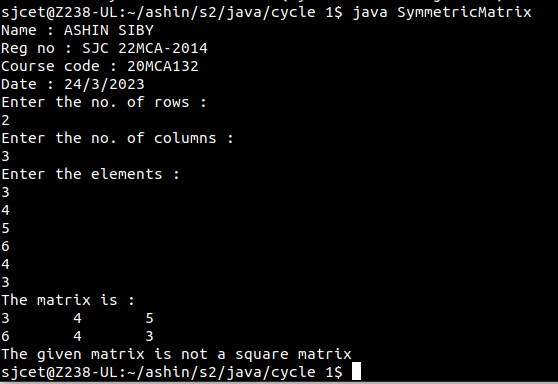 sjcet@Z238-UL:~/ashin/s2/java/cycle 1$ java SymmetricMatrix
Name : ASHIN SIBY
Reg no : SJC 22MCA-2014
Course code : 20MCA132
Date : 24/3/2023
Enter the no. of rows :
2
Enter the no. of columns :
3
Enter the elements :
3
4
5
6
4
3
The matrix is :
3 4 5
6 4 3
The given matrix is not a square matrix
sjcet@Z238-UL:~/ashin/s2/java/cycle 1$